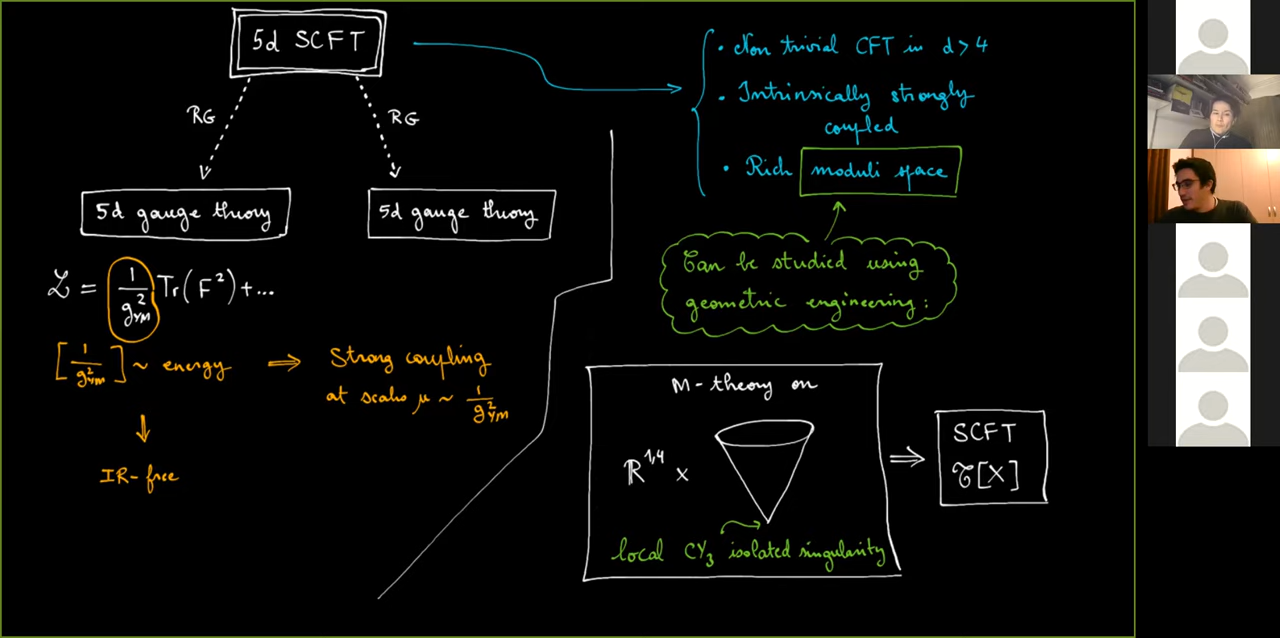 5d SCFT
RG
RG
5d gauge theory
5d gauge theory
ℒ = 1/g²YM Tr(F²)+...
[1/g²YM] ~ energy ⟹ Strong coupling
at scales μ ~ 1/g²YM
↓
IR-free
• Non trivial CFT in d>4
• Intrinsically strongly
coupled
• Rich moduli space
Can be studied using
geometric engineering:
M-theory on
ℝ^1,4 ×
local CY₃ isolated singularity
⟹
SCFT
𝒯[X]